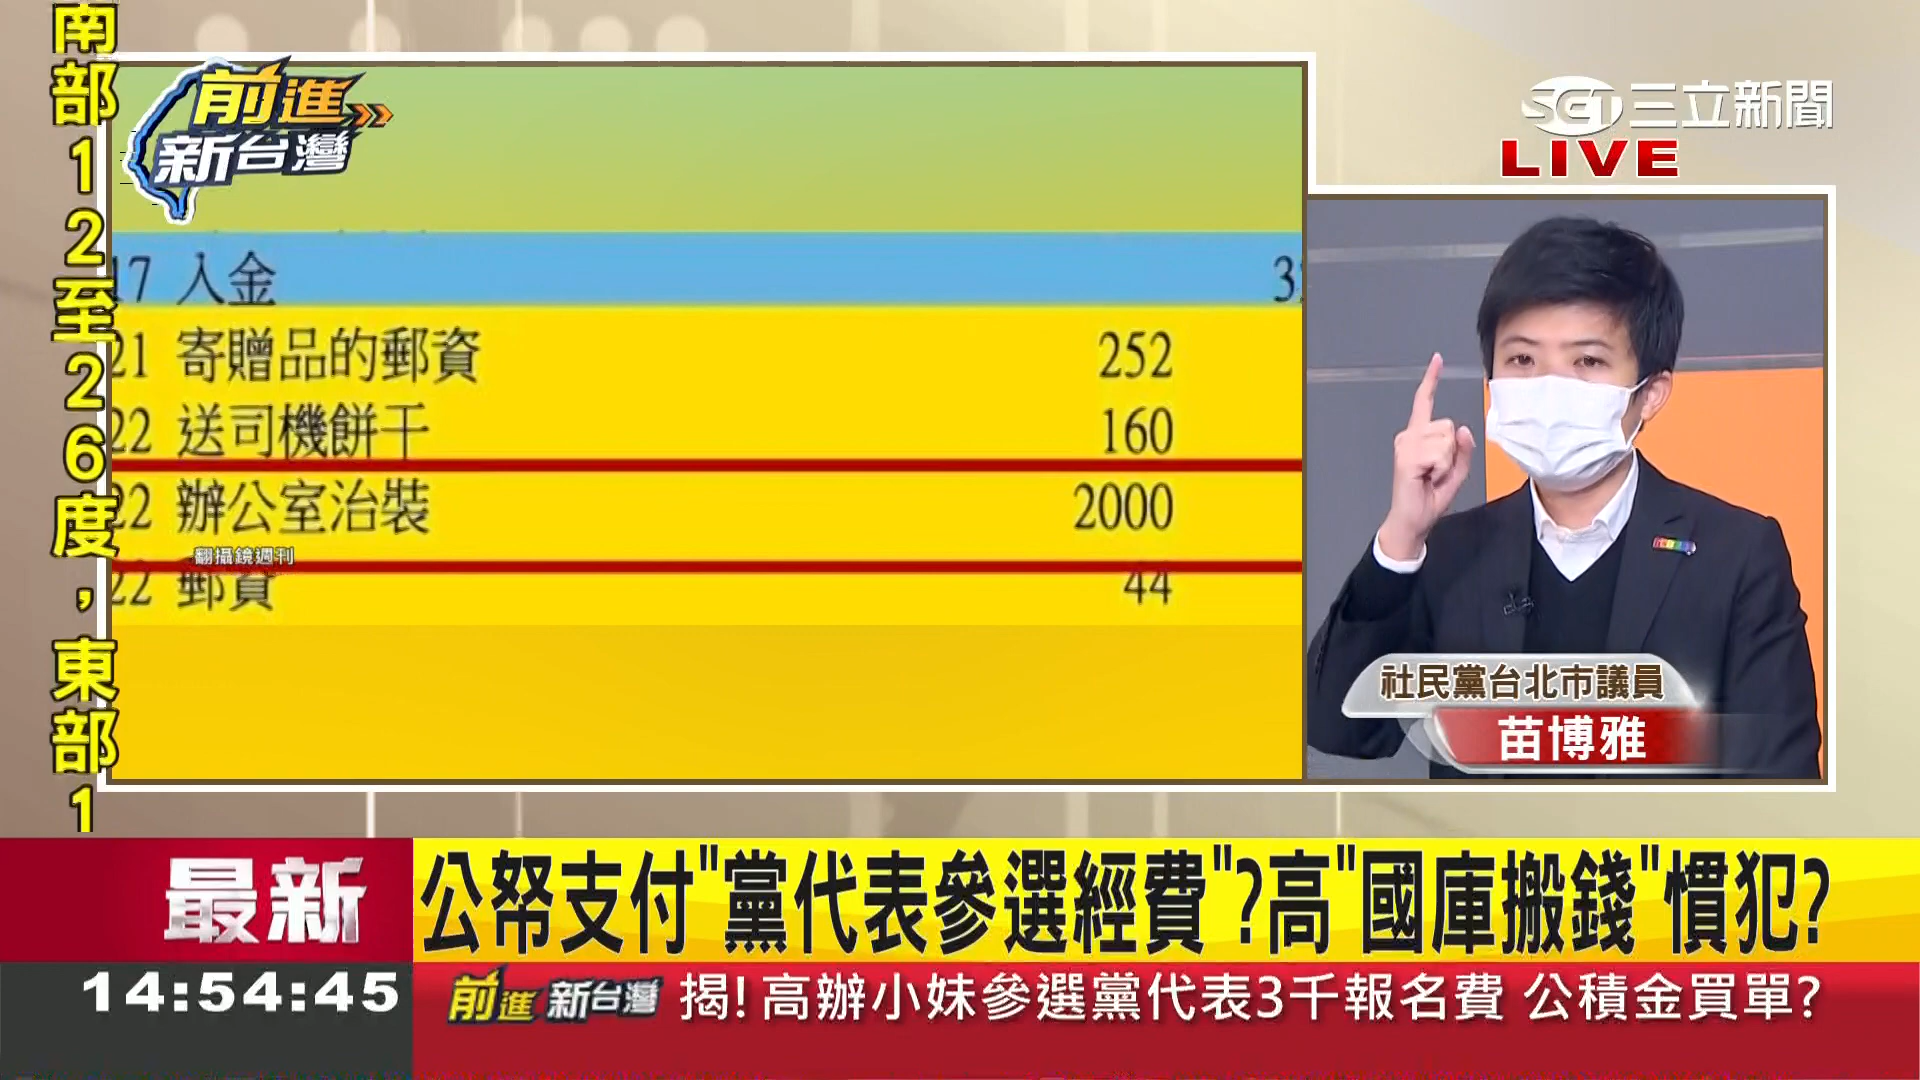 南部12至26度，東部1
前進
新台灣
SET三立新聞
LIVE
17 入金
21 寄贈品的郵資 252
22 送司機餅干 160
22 辦公室治裝 2000
翻攝鏡週刊
22 郵資 44
社民黨台北市議員
苗博雅
最新
公帑支付"黨代表參選經費"?高"國庫搬錢"慣犯?
14:54:45
前進新台灣
揭!高辦小妹參選黨代表3千報名費 公積金買單?